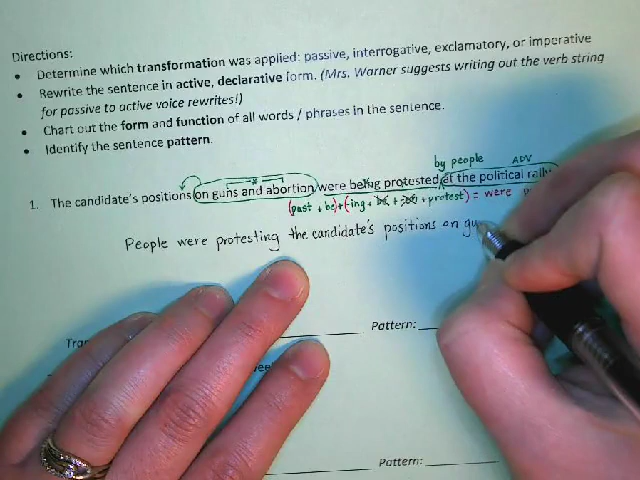 Directions:
• Determine which transformation was applied: passive, interrogative, exclamatory, or imperative
• Rewrite the sentence in active, declarative form. (Mrs. Warner suggests writing out the verb string
for passive to active voice rewrites!)
• Chart out the form and function of all words / phrases in the sentence.
• Identify the sentence pattern.
by people ADV
1. The candidate's positions on guns and abortion were being protested at the political rally
(past + be) + (ing + be + en + protest) = were
People were protesting the candidate's positions on gu
Pattern:
Pattern: